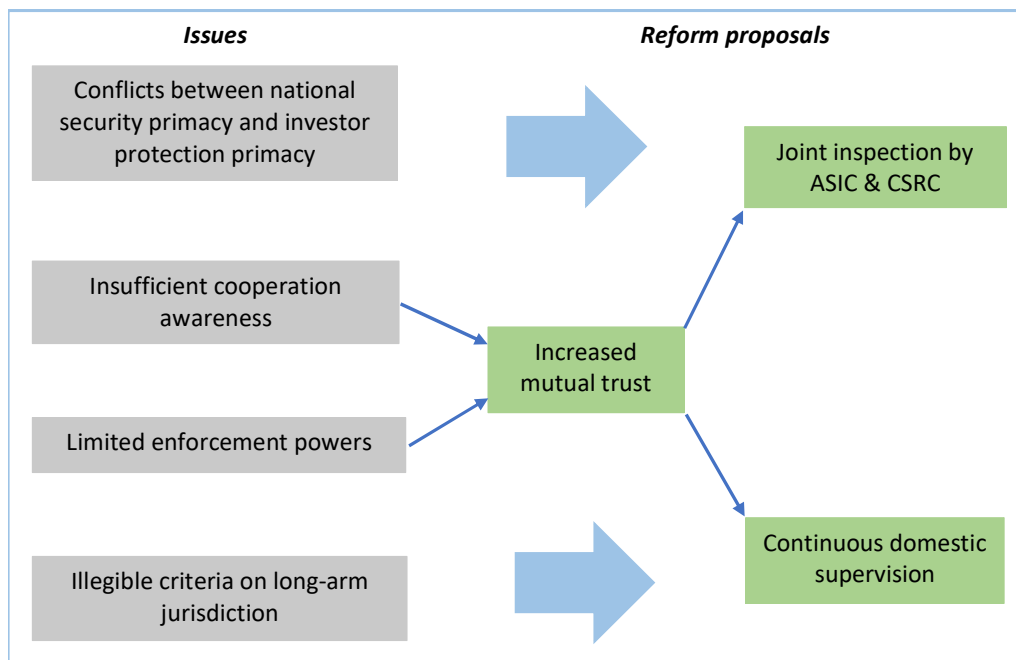 Issues
Reform proposals
Conflicts between national
security primacy and investor
protection primacy
Joint inspection by
ASIC & CSRC
Insufficient cooperation
awareness
Increased
mutual trust
Limited enforcement powers
Continuous domestic
supervision
Illegible criteria on long-arm
jurisdiction